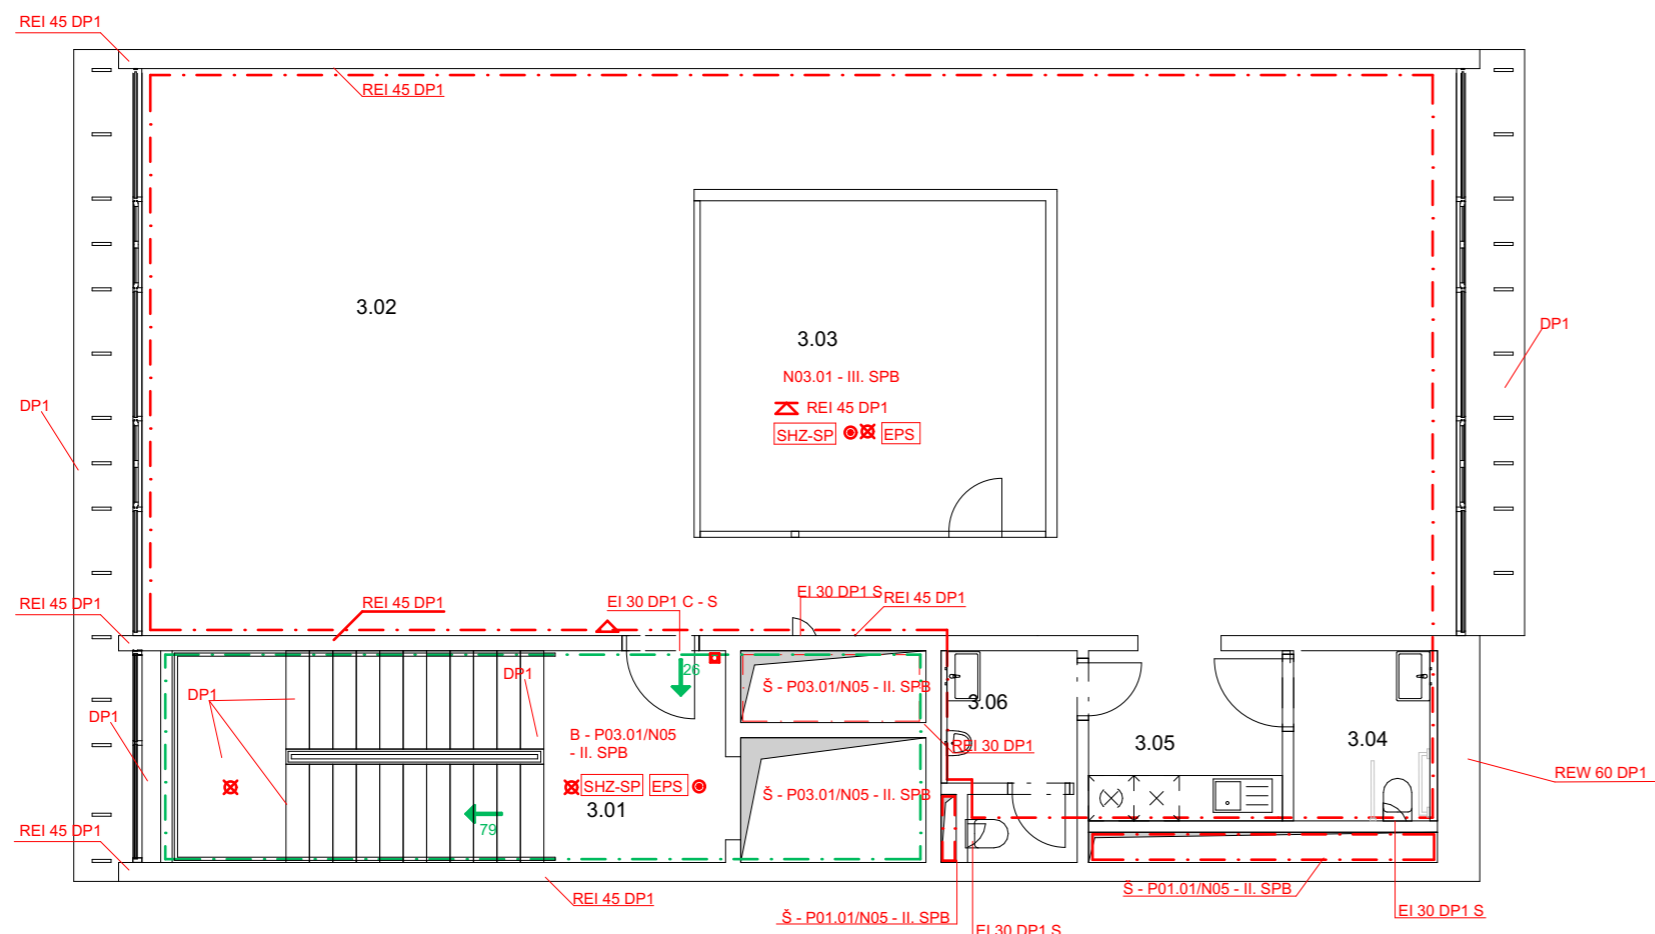 REI 45 DP1
REI 45 DP1
3.02
3.03
N03.01 - III. SPB
REI 45 DP1
SHZ-SP
EPS
DP1
DP1
REI 45 DP1
REI 45 DP1
EI 30 DP1 C - S
EI 30 DP1 S
REI 45 DP1
26
DP1
DP1
DP1
B - P03.01/N05
- II. SPB
SHZ-SP
EPS
3.01
79
Š - P03.01/N05 - II. SPB
Š - P03.01/N05 - II. SPB
3.06
REI 30 DP1
3.05
3.04
REW 60 DP1
REI 45 DP1
REI 45 DP1
Š - P01.01/N05 - II. SPB
EI 30 DP1 S
Š - P01.01/N05 - II. SPB
EI 30 DP1 S